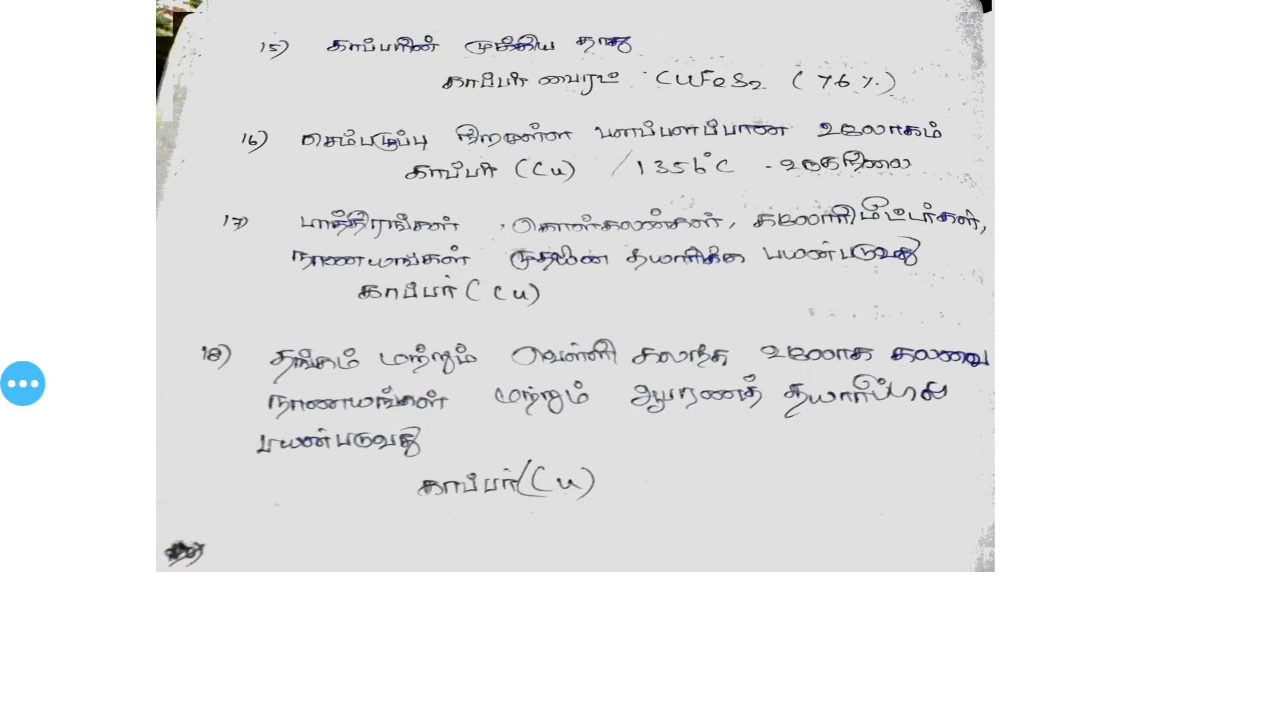 15) காப்பரின் முக்கிய தாது
காப்பர் பைரட் CuFeS2 (76%)
16) செம்பழுப்பு நிறமுள்ள பளப்பளப்பான உலோகம்
காப்பர் (Cu) / 1356°C - உருகுநிலை
17) பாத்திரங்கள், கொள்கலன்கள், கலோரிமீட்டர்கள்,
நாணயங்கள் முதலின தயாரிக்க பயன்படுவது
காப்பர் (Cu)
18) தங்கம் மற்றும் வெள்ளி கலந்த உலோக கலவை
நாணயங்கள் மற்றும் ஆபரணத் தயாரிப்பில்
பயன்படுவது
காப்பர் (Cu)